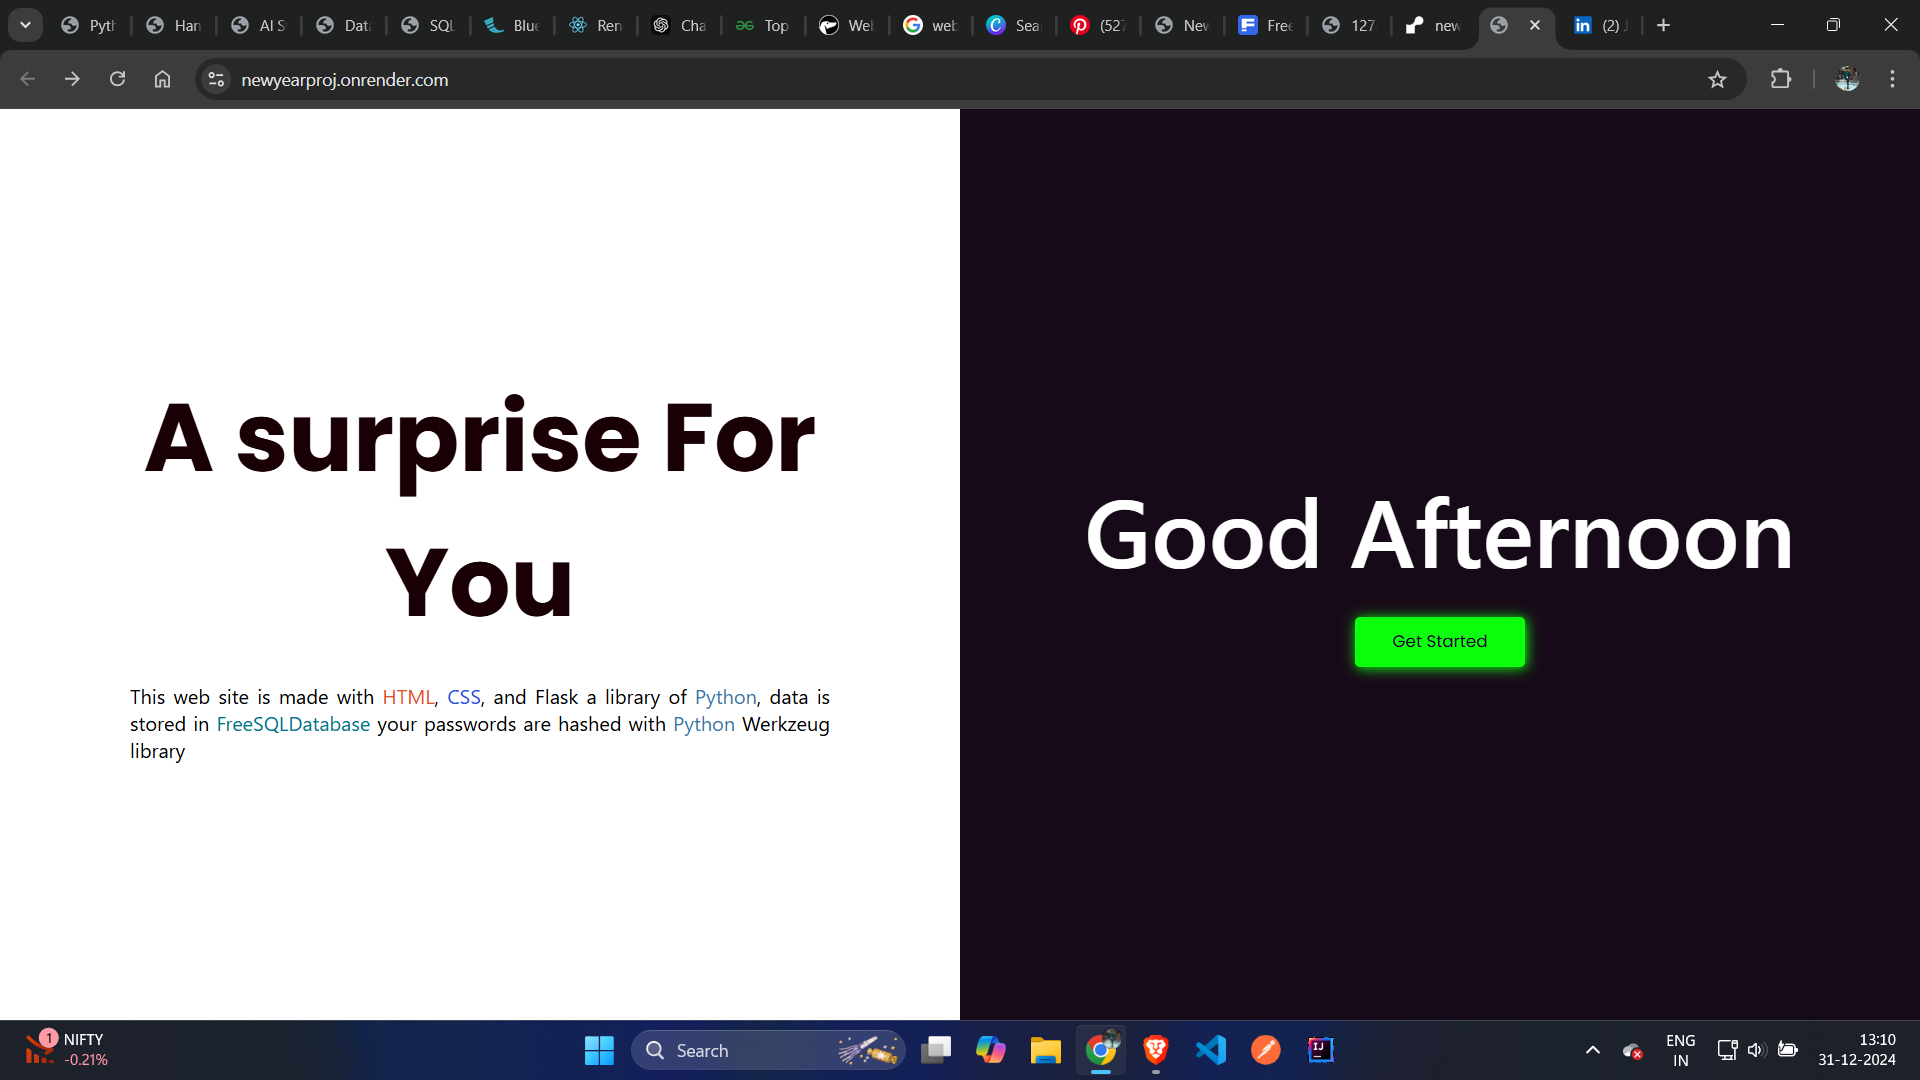 Pyth
Han
AI S
Data
SQL
Blue
Ren
Cha
Top
Web
web
Sea
(527
New
Free
127.
new
(2) J
newyearproj.onrender.com
A surprise For
You
This web site is made with HTML, CSS, and Flask a library of Python, data is
stored in FreeSQLDatabase your passwords are hashed with Python Werkzeug
library
Good Afternoon
Get Started
1
NIFTY
-0.21%
Search
ENG
IN
13:10
31-12-2024